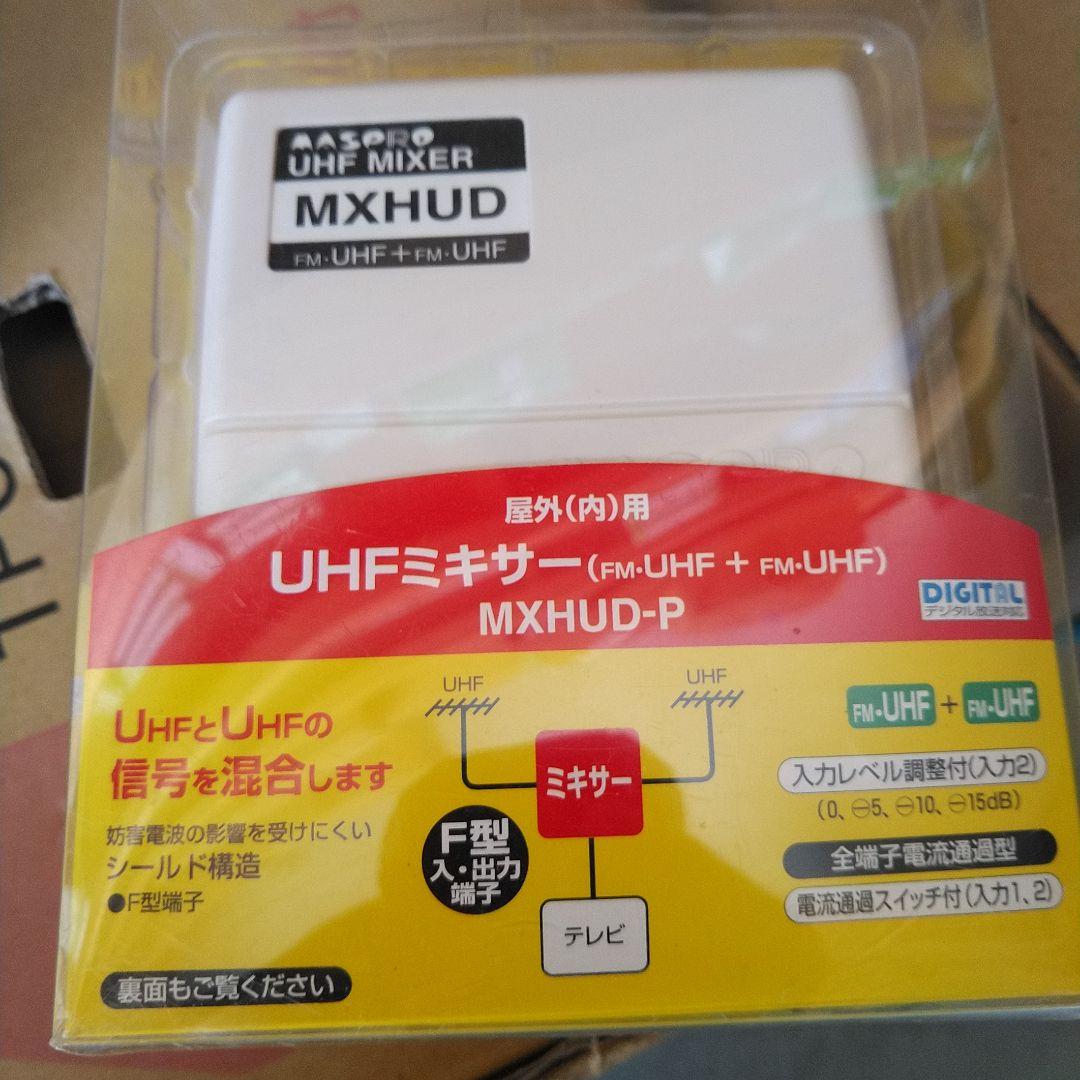 MASPRO
UHF MIXER
MXHUD
FM・UHF＋FM・UHF
屋外(内)用
UHFミキサー(FM・UHF + FM・UHF)
MXHUD-P
DIGITAL
デジタル放送対応
UHF
UHF
UHFとUHFの
信号を混合します
妨害電波の影響を受けにくい
シールド構造
●F型端子
ミキサー
F型
入・出力
端子
テレビ
FM・UHF + FM・UHF
入力レベル調整付(入力2)
(0、⊖5、⊖10、⊖15dB)
全端子電流通過型
電流通過スイッチ付(入力1、2)
裏面もご覧ください